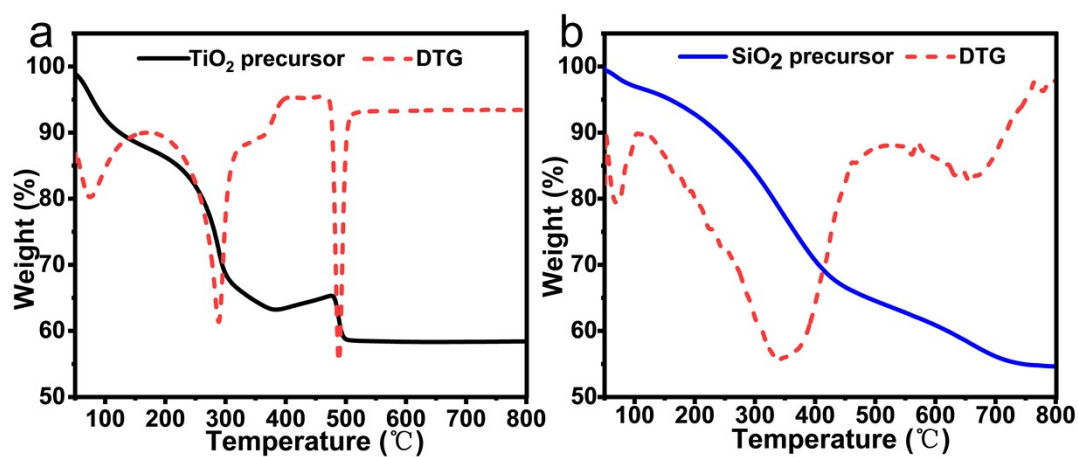 a
TiO₂ precursor DTG
100
90
80
70
60
50
Weight (%)
100 200 300 400 500 600 700 800
Temperature (℃)
b
SiO₂ precursor DTG
100
90
80
70
60
50
Weight (%)
100 200 300 400 500 600 700 800
Temperature (℃)